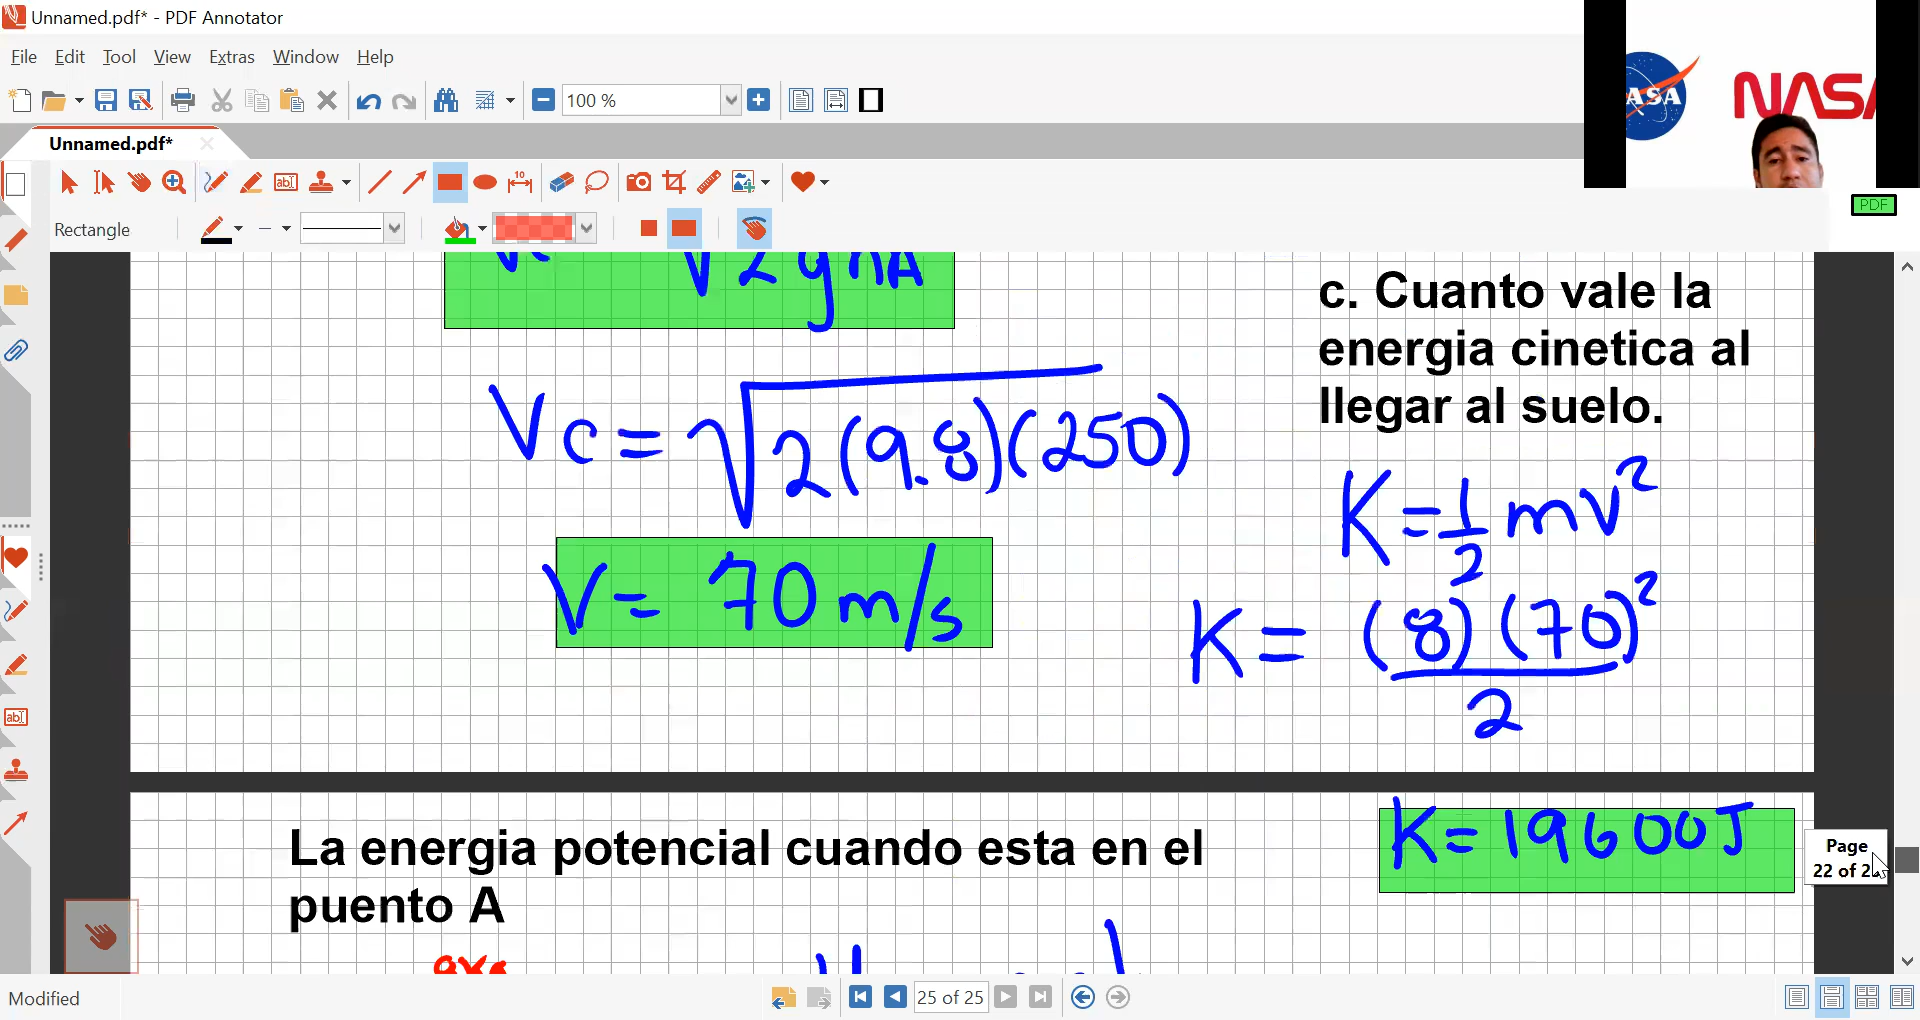 Unnamed.pdf* - PDF Annotator
File Edit Tool View Extras Window Help
100 %
Unnamed.pdf*
NASA
PDF
Rectangle
√2ghA
c. Cuanto vale la
energia cinetica al
llegar al suelo.
Vc = √2(9.8)(250)
K = 1/2 mv²
V = 70 m/s
K = (8)(70)²
2
La energia potencial cuando esta en el
puento A
K = 19600J
Page
22 of 2
Modified
25 of 25